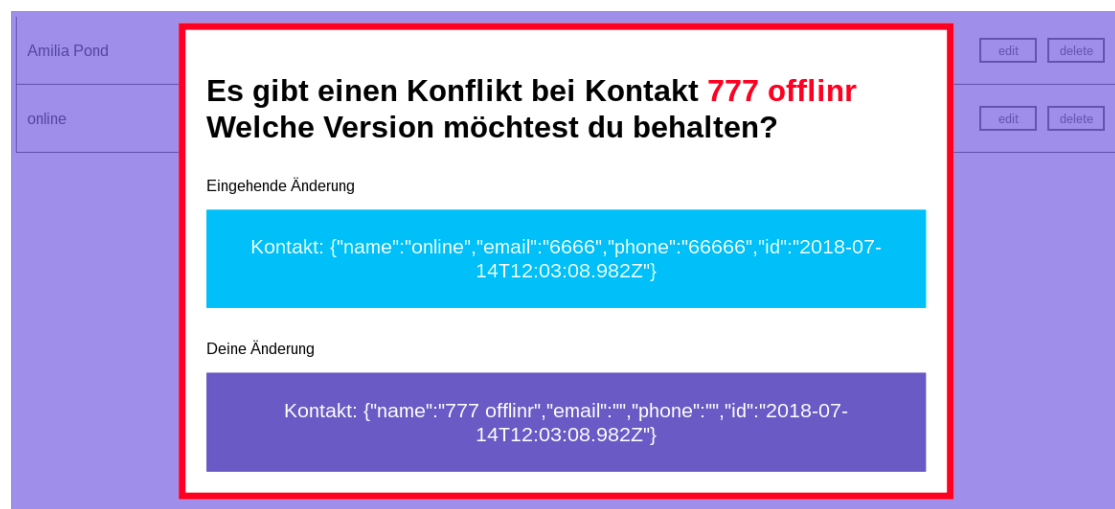 Amilia Pond
edit delete
online
edit delete
Es gibt einen Konflikt bei Kontakt 777 offlinr
Welche Version möchtest du behalten?
Eingehende Änderung
Kontakt: {"name":"online","email":"6666","phone":"66666","id":"2018-07-
14T12:03:08.982Z"}
Deine Änderung
Kontakt: {"name":"777 offlinr","email":"","phone":"","id":"2018-07-
14T12:03:08.982Z"}